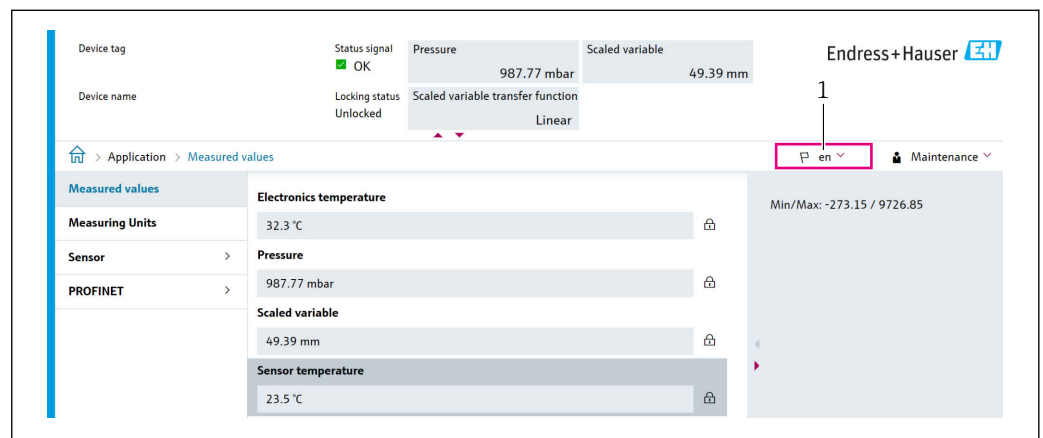 Device tag
Status signal
OK
Pressure
987.77 mbar
Scaled variable
49.39 mm
Endress+Hauser EH
Device name
Locking status
Unlocked
Scaled variable transfer function
Linear
1
> Application > Measured values
en
Maintenance
Measured values
Measuring Units
Sensor >
PROFINET >
Electronics temperature
32.3 °C
Pressure
987.77 mbar
Scaled variable
49.39 mm
Sensor temperature
23.5 °C
Min/Max: -273.15 / 9726.85